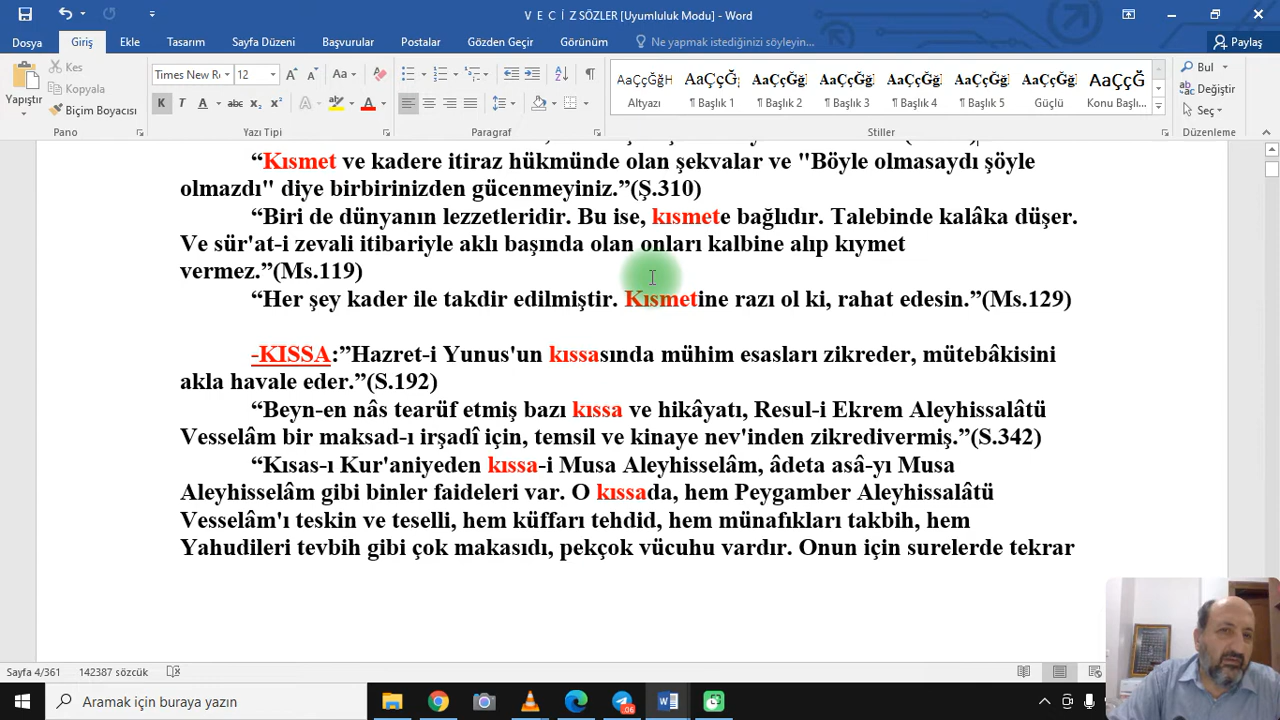 V E C İ Z SÖZLER [Uyumluluk Modu] - Word
Dosya Giriş Ekle Tasarım Sayfa Düzeni Başvurular Postalar Gözden Geçir Görünüm Ne yapmak istediğinizi söyleyin... Paylaş
Yapıştır
Kes
Kopyala
Biçim Boyacısı
Pano
Times New Ro 12
Yazı Tipi
Paragraf
AaÇçĞğH AaÇçĞğ AaÇçĞğ AaÇçĞğ AaÇçĞğ AaÇçĞğ AaÇçĞğ AaÇçĞ
Altyazı ¶ Başlık 1 ¶ Başlık 2 ¶ Başlık 3 ¶ Başlık 4 ¶ Başlık 5 Güçlü Konu Başlı...
Stiller
Bul
Değiştir
Seç
Düzenleme
“Kısmet ve kadere itiraz hükmünde olan şekvalar ve "Böyle olmasaydı şöyle
olmazdı" diye birbirinizden gücenmeyiniz.”(Ş.310)
“Biri de dünyanın lezzetleridir. Bu ise, kısmete bağlıdır. Talebinde kalâka düşer.
Ve sür'at-i zevali itibariyle aklı başında olan onları kalbine alıp kıymet
vermez.”(Ms.119)
“Her şey kader ile takdir edilmiştir. Kısmetine razı ol ki, rahat edesin.”(Ms.129)
-KISSA:”Hazret-i Yunus'un kıssasında mühim esasları zikreder, mütebâkisini
akla havale eder.”(S.192)
“Beyn-en nâs tearüf etmiş bazı kıssa ve hikâyatı, Resul-i Ekrem Aleyhissalâtü
Vesselâm bir maksad-ı irşadî için, temsil ve kinaye nev'inden zikredivermiş.”(S.342)
“Kısas-ı Kur'aniyeden kıssa-i Musa Aleyhisselâm, âdeta asâ-yı Musa
Aleyhisselâm gibi binler faideleri var. O kıssada, hem Peygamber Aleyhissalâtü
Vesselâm'ı teskin ve teselli, hem küffarı tehdid, hem münafıkları takbih, hem
Yahudileri tevbih gibi çok makasıdı, pekçok vücuhu vardır. Onun için surelerde tekrar
Sayfa 4/361 142387 sözcük
Aramak için buraya yazın